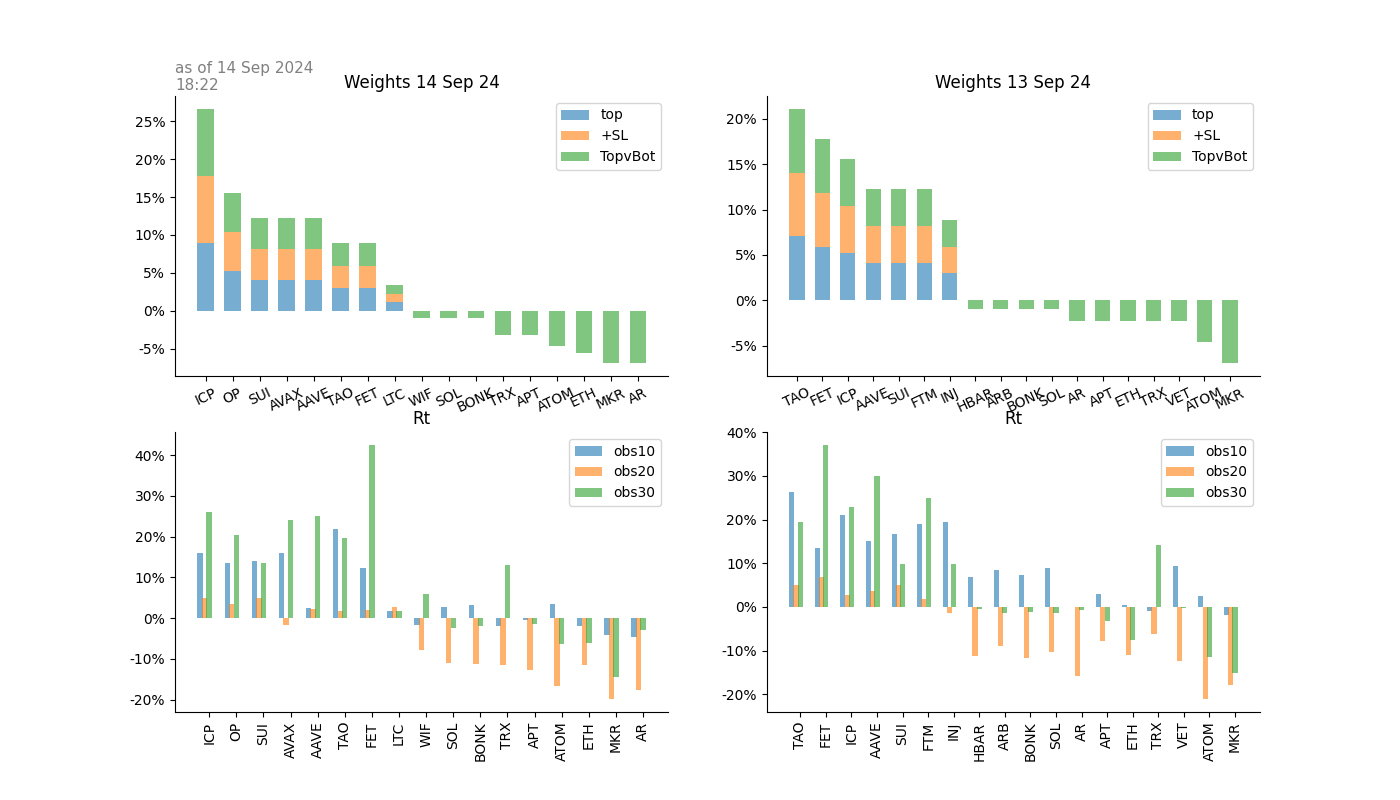 as of 14 Sep 2024
18:22
Weights 14 Sep 24
25%
20%
15%
10%
5%
0%
-5%
top
+SL
TopvBot
ICP OP SUI AVAX AAVE TAO FET LTC WIF SOL BONK TRX APT ATOM ETH MKR AR
Weights 13 Sep 24
20%
15%
10%
5%
0%
-5%
top
+SL
TopvBot
TAO FET ICP AAVE SUI FTM INJ HBAR ARB BONK SOL AR APT ETH TRX VET ATOM MKR
Rt
40%
30%
20%
10%
0%
-10%
-20%
obs10
obs20
obs30
ICP OP SUI AVAX AAVE TAO FET LTC WIF SOL BONK TRX APT ATOM ETH MKR AR
Rt
40%
30%
20%
10%
0%
-10%
-20%
obs10
obs20
obs30
TAO FET ICP AAVE SUI FTM INJ HBAR ARB BONK SOL AR APT ETH TRX VET ATOM MKR